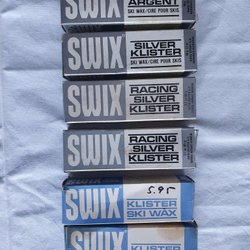 ARGENT
SKI WAX/CIRE POUR SKIS
SWIX
SILVER
KLISTER
SKI WAX/CIRE POUR SKIS
SWIX
RACING
SILVER
KLISTER
SWIX
RACING
SILVER
KLISTER
SWIX
5.95
KLISTER
SKI WAX
SWIX
KLISTER